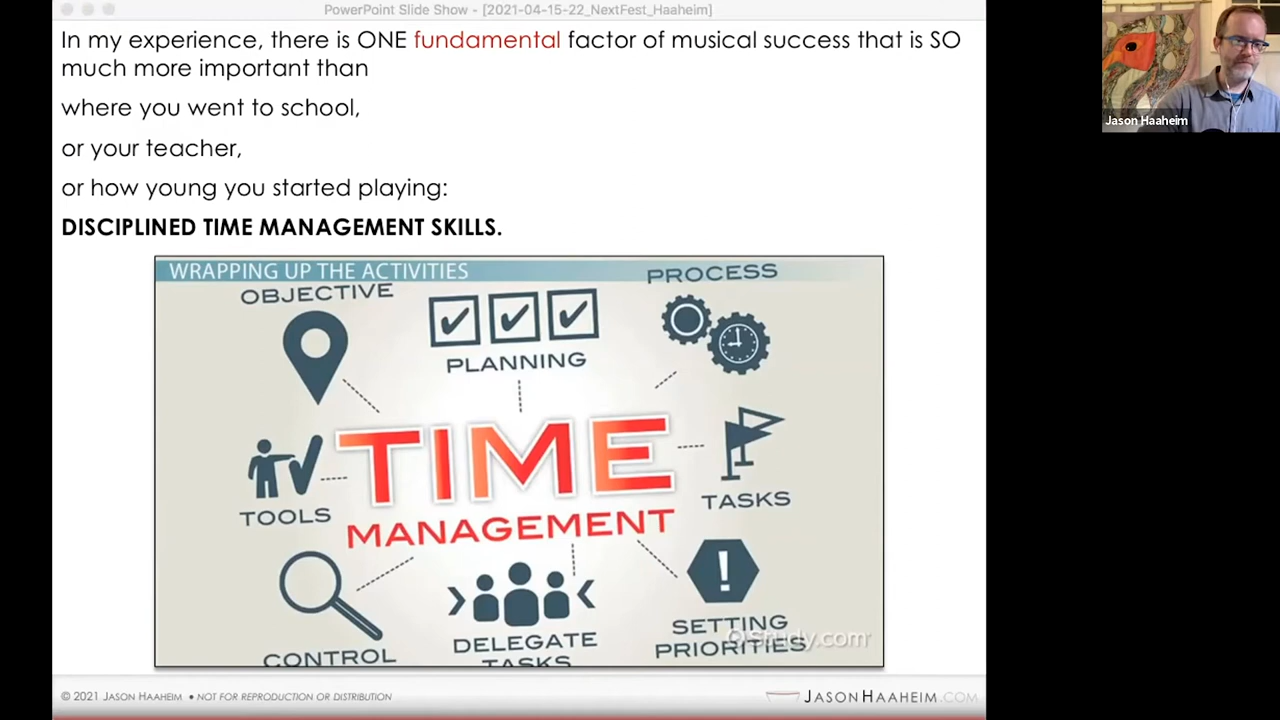 PowerPoint Slide Show - [2021-04-15-22_NextFest_Haaheim]
In my experience, there is ONE fundamental factor of musical success that is SO
much more important than
where you went to school,
or your teacher,
or how young you started playing:
DISCIPLINED TIME MANAGEMENT SKILLS.
WRAPPING UP THE ACTIVITIES
OBJECTIVE
PLANNING
PROCESS
TOOLS
TIME
MANAGEMENT
TASKS
CONTROL
DELEGATE
TASKS
SETTING
PRIORITIES
Study.com
© 2021 JASON HAAHEIM • NOT FOR REPRODUCTION OR DISTRIBUTION
JASONHAAHEIM.COM
Jason Haaheim